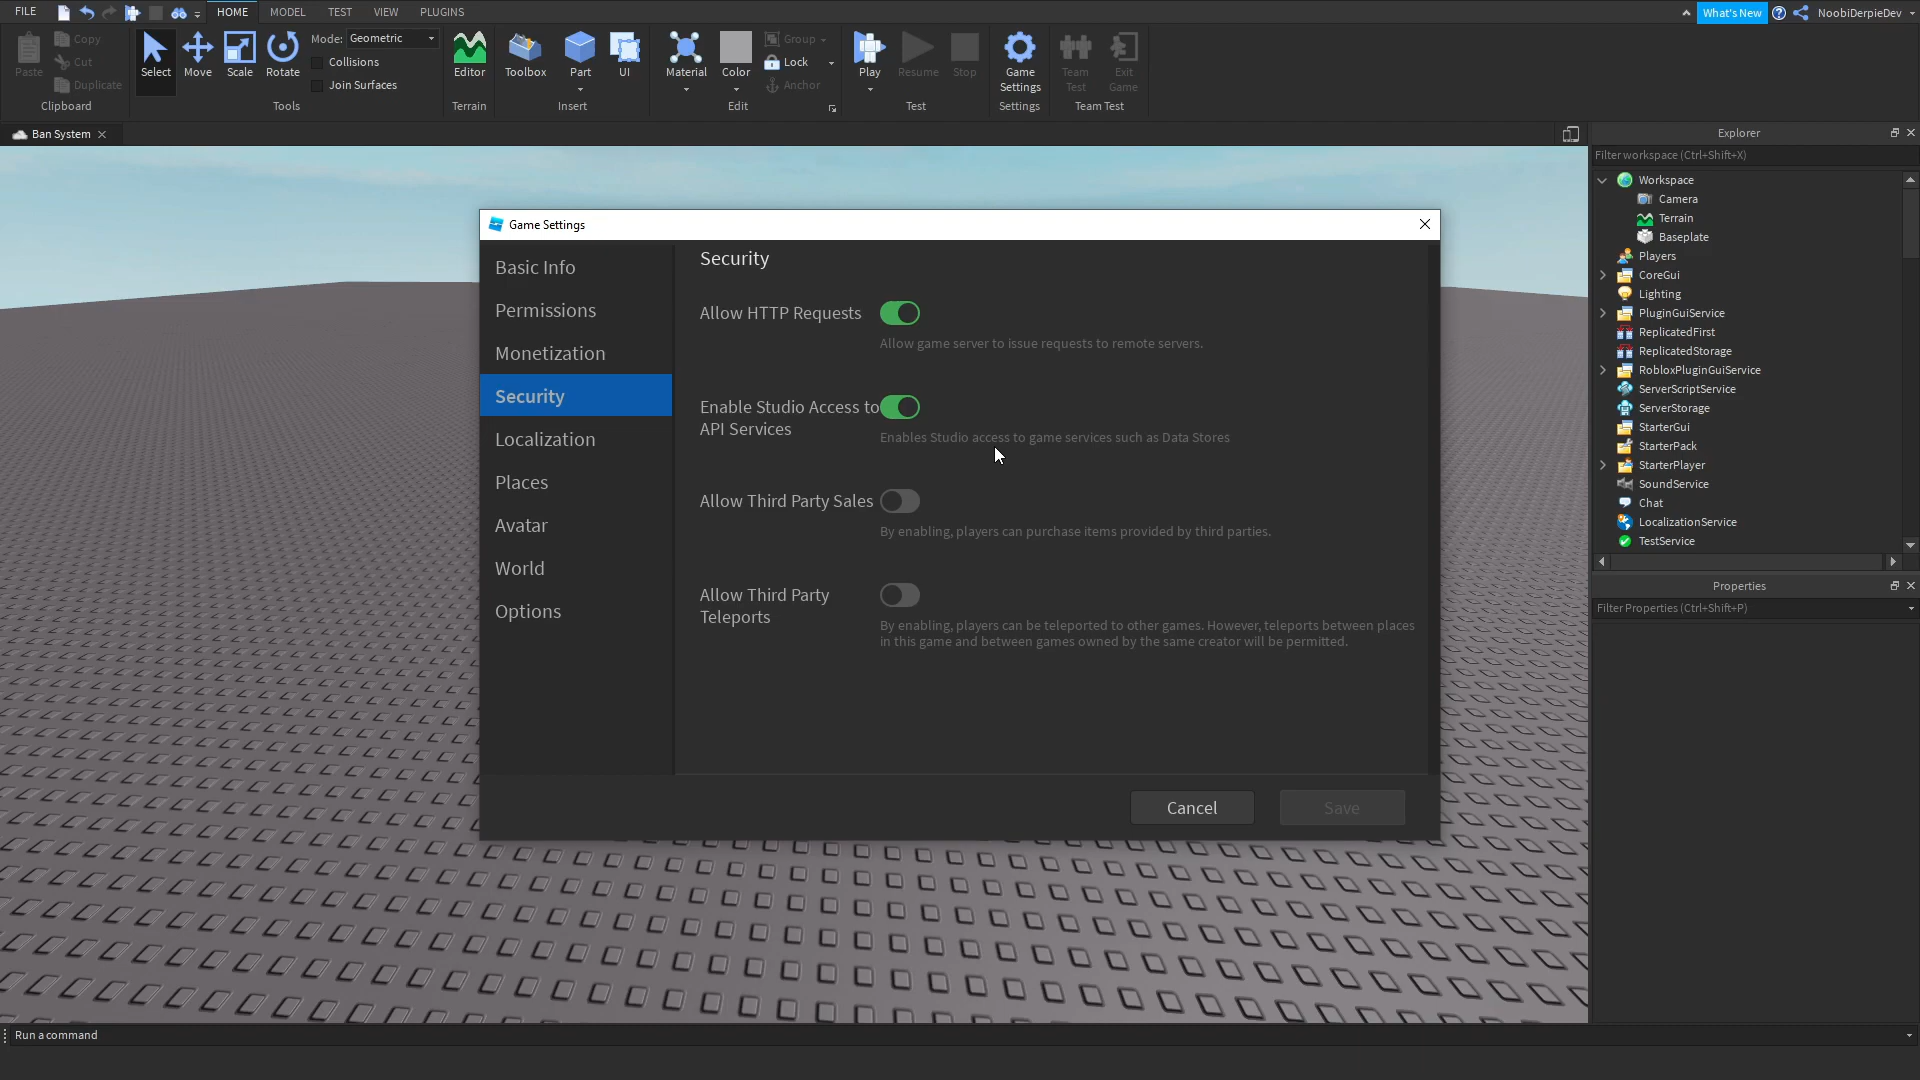 FILE
HOME
MODEL
TEST
VIEW
PLUGINS
What's New
NoobiDerpieDev
Paste
Copy
Cut
Duplicate
Clipboard
Select
Move
Scale
Rotate
Mode: Geometric
Collisions
Join Surfaces
Tools
Editor
Terrain
Toolbox
Part
UI
Insert
Material
Color
Group
Lock
Anchor
Edit
Play
Resume
Stop
Test
Game
Settings
Settings
Team
Test
Exit
Game
Team Test
Ban System
Game Settings
Basic Info
Permissions
Monetization
Security
Localization
Places
Avatar
World
Options
Security
Allow HTTP Requests
Allow game server to issue requests to remote servers.
Enable Studio Access to
API Services
Enables Studio access to game services such as Data Stores
Allow Third Party Sales
By enabling, players can purchase items provided by third parties.
Allow Third Party
Teleports
By enabling, players can be teleported to other games. However, teleports between places
in this game and between games owned by the same creator will be permitted.
Cancel
Save
Explorer
Filter workspace (Ctrl+Shift+X)
Workspace
Camera
Terrain
Baseplate
Players
CoreGui
Lighting
PluginGuiService
ReplicatedFirst
ReplicatedStorage
RobloxPluginGuiService
ServerScriptService
ServerStorage
StarterGui
StarterPack
StarterPlayer
SoundService
Chat
LocalizationService
TestService
Properties
Filter Properties (Ctrl+Shift+P)
Run a command